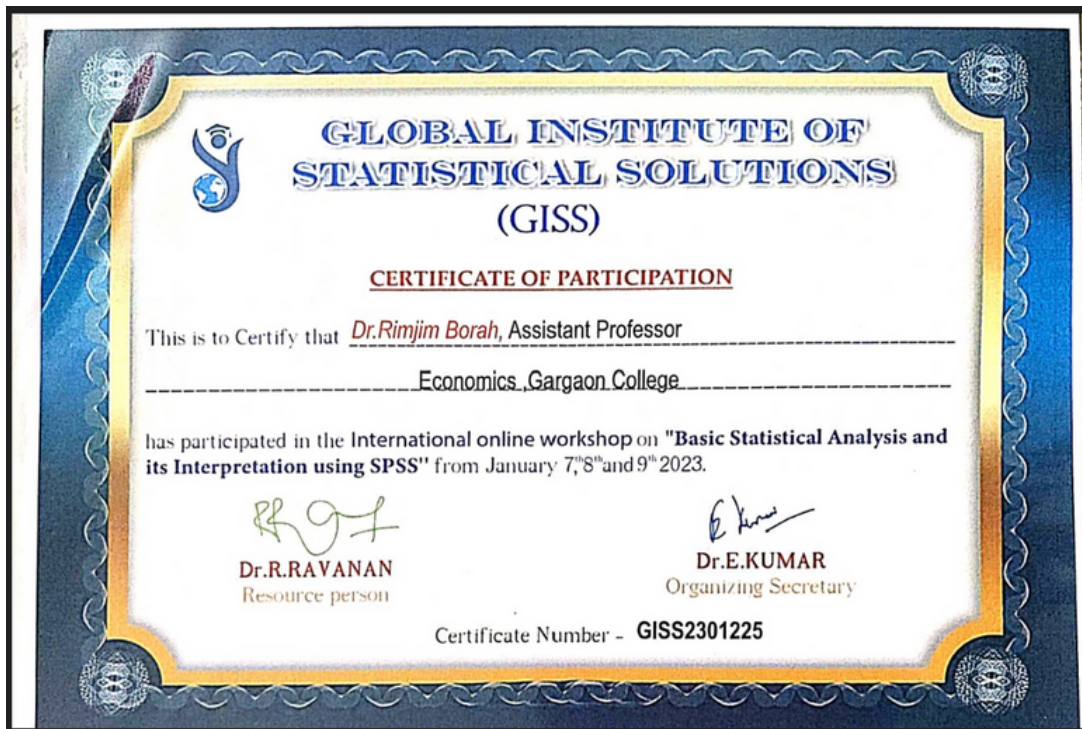 GLOBAL INSTITUTE OF
STATISTICAL SOLUTIONS
(GISS)
CERTIFICATE OF PARTICIPATION
This is to Certify that Dr.Rimjim Borah, Assistant Professor
Economics ,Gargaon College
has participated in the International online workshop on "Basic Statistical Analysis and
its Interpretation using SPSS" from January 7,th8thand 9th 2023.
Dr.R.RAVANAN
Resource person
Dr.E.KUMAR
Organizing Secretary
Certificate Number - GISS2301225